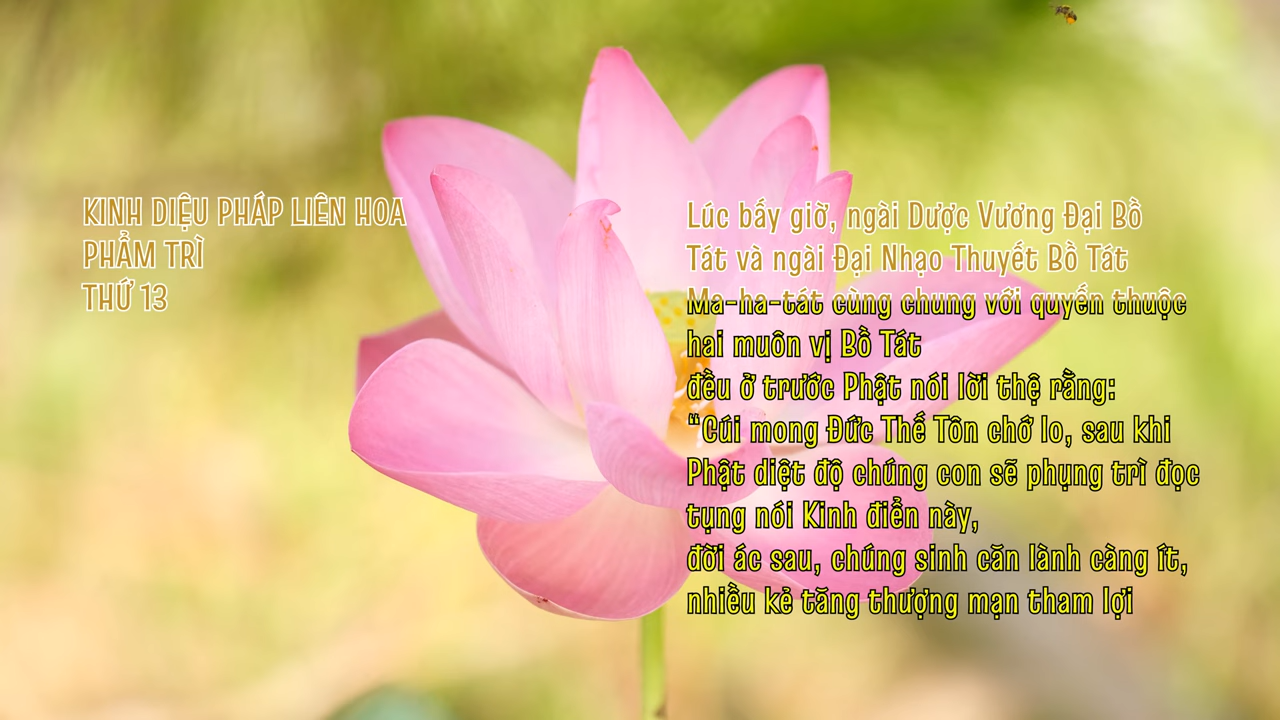 KINH DIỆU PHÁP LIÊN HOA
PHẨM TRÌ
THỨ 13
Lúc bấy giờ, ngài Dược Vương Đại Bồ
Tát và ngài Đại Nhạo Thuyết Bồ Tát
Ma-ha-tát cùng chung với quyến thuộc
hai muôn vị Bồ Tát
đều ở trước Phật nói lời thệ rằng:
“Cúi mong Đức Thế Tôn chớ lo, sau khi
Phật diệt độ chúng con sẽ phụng trì đọc
tụng nói Kinh điển này,
đời ác sau, chúng sinh căn lành càng ít,
nhiều kẻ tăng thượng mạn tham lợi